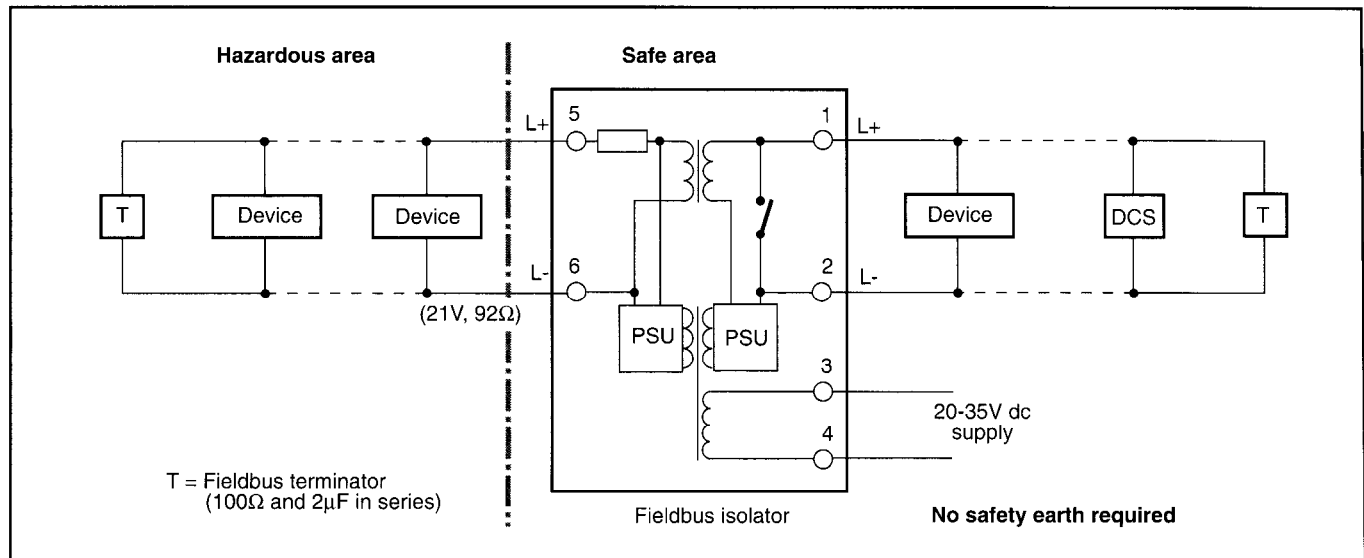 Hazardous area
Safe area
5
1
L+
L+
T
Device
Device
Device
DCS
T
6
2
L-
L-
(21V, 92Ω)
PSU
PSU
3
20-35V dc
supply
4
T = Fieldbus terminator
(100Ω and 2μF in series)
Fieldbus isolator
No safety earth required